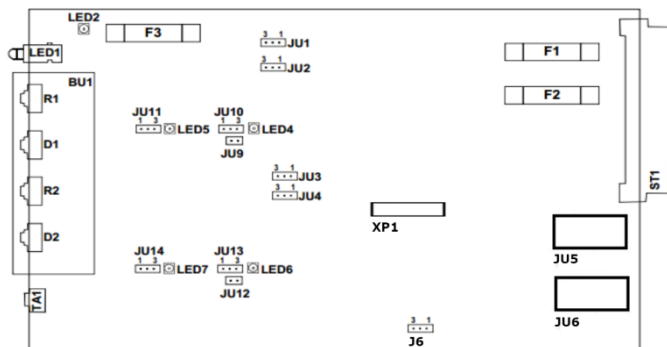 LED2
F3
3 1
JU1
LED1
3 1
JU2
F1
BU1
R1
F2
JU11
1 3
LED5
JU10
1 3
LED4
D1
JU9
3 1
JU3
R2
3 1
JU4
ST1
XP1
D2
JU5
JU14
1 3
LED7
JU13
1 3
LED6
JU12
TA1
JU6
3 1
J6